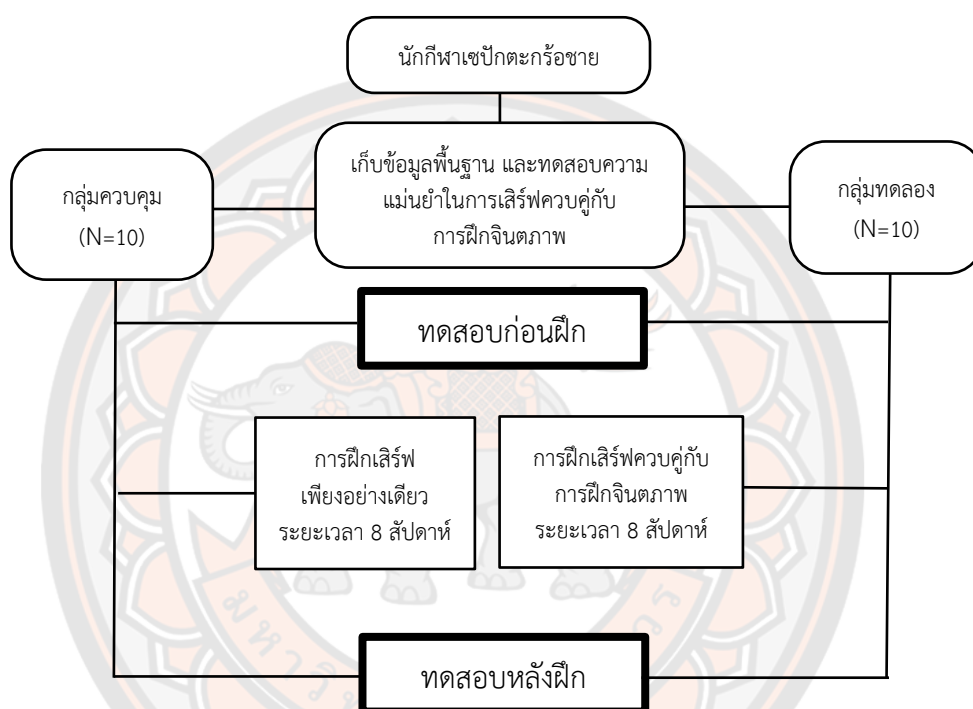 นักกีฬาเซปักตะกร้อชาย
เก็บข้อมูลพื้นฐาน และทดสอบความ
แม่นยำในการเสิร์ฟควบคู่กับ
การฝึกจินตภาพ
กลุ่มควบคุม
(N=10)
กลุ่มทดลอง
(N=10)
ทดสอบก่อนฝึก
การฝึกเสิร์ฟ
เพียงอย่างเดียว
ระยะเวลา 8 สัปดาห์
การฝึกเสิร์ฟควบคู่กับ
การฝึกจินตภาพ
ระยะเวลา 8 สัปดาห์
ทดสอบหลังฝึก